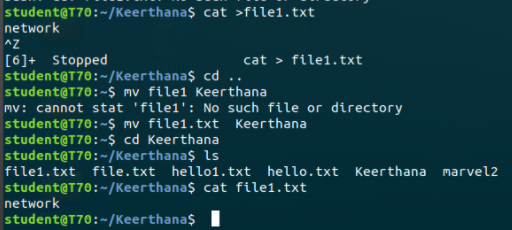 student@T70:~/Keerthana$ cat >file1.txt
network
^Z
[6]+  Stopped                 cat > file1.txt
student@T70:~/Keerthana$ cd ..
student@T70:~$ mv file1 Keerthana
mv: cannot stat 'file1': No such file or directory
student@T70:~$ mv file1.txt  Keerthana
student@T70:~$ cd Keerthana
student@T70:~/Keerthana$ ls
file1.txt  file.txt  hello1.txt  hello.txt  Keerthana  marvel2
student@T70:~/Keerthana$ cat file1.txt
network
student@T70:~/Keerthana$